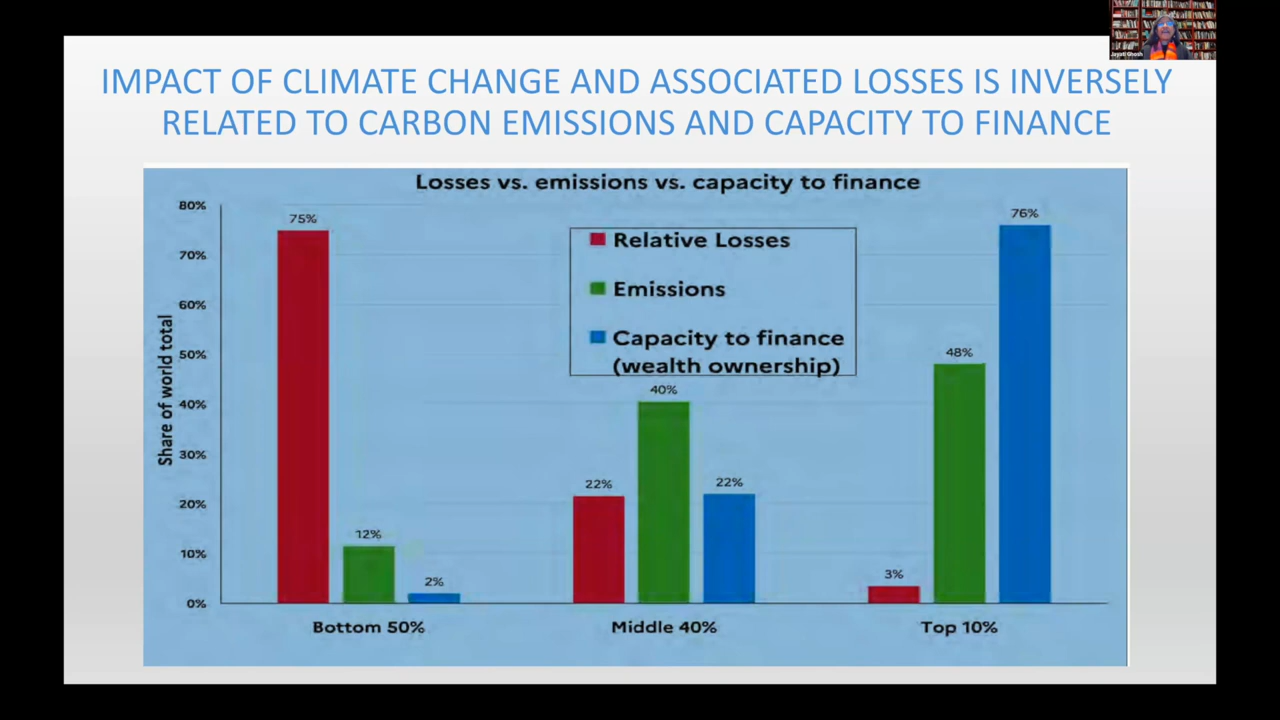 Jayati Ghosh
IMPACT OF CLIMATE CHANGE AND ASSOCIATED LOSSES IS INVERSELY
RELATED TO CARBON EMISSIONS AND CAPACITY TO FINANCE
Losses vs. emissions vs. capacity to finance
Relative Losses
Emissions
Capacity to finance
(wealth ownership)
Share of world total
80%
70%
60%
50%
40%
30%
20%
10%
0%
75%
12%
2%
22%
40%
22%
3%
48%
76%
Bottom 50%
Middle 40%
Top 10%